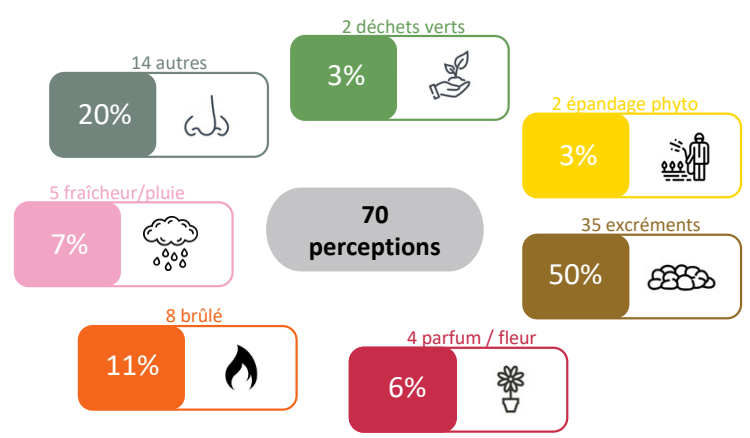 2 déchets verts
3%
14 autres
20%
2 épandage phyto
3%
5 fraîcheur/pluie
7%
70
perceptions
35 excréments
50%
8 brûlé
11%
4 parfum / fleur
6%